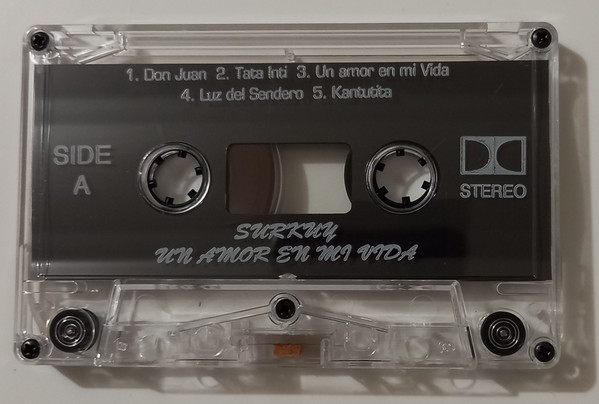 1. Don Juan 2. Tata Inti 3. Un amor en mi Vida
4. Luz del Sendero 5. Kantutita
SIDE
A
STEREO
SURKUY
UN AMOR EN MI VIDA